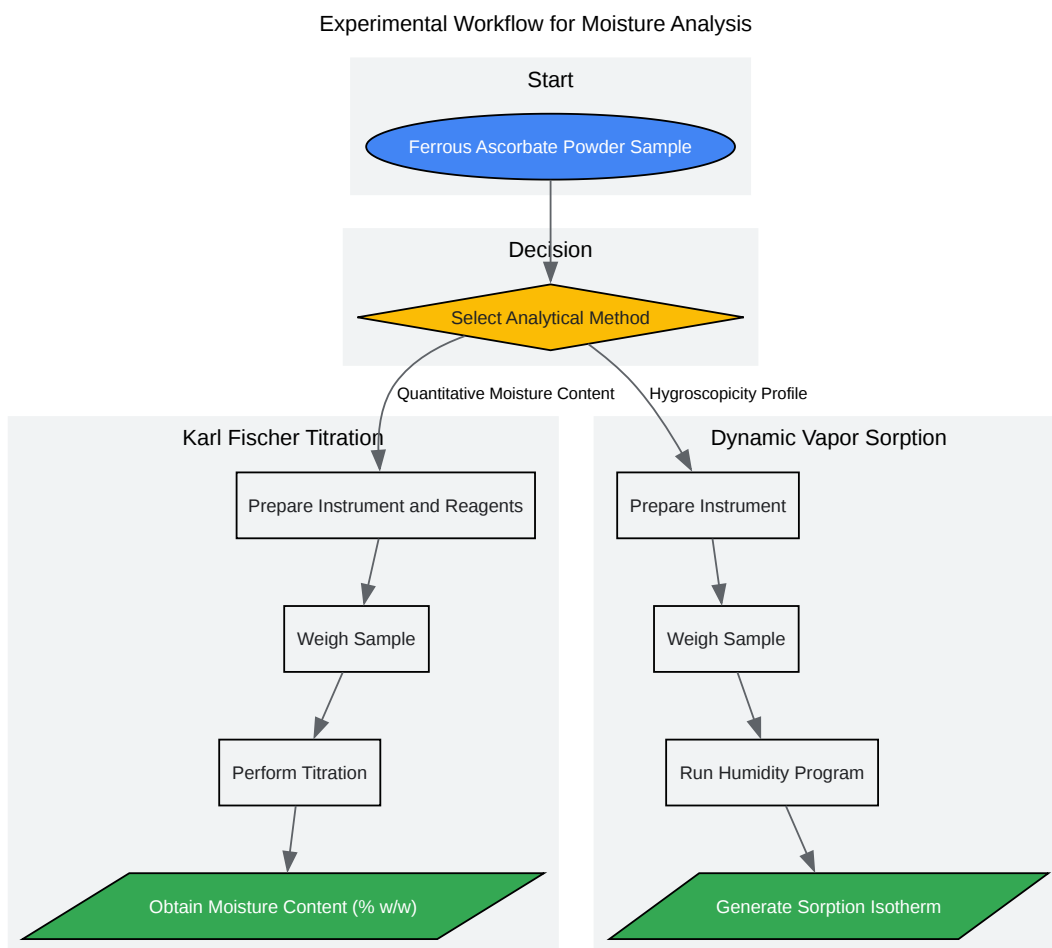 Experimental Workflow for Moisture Analysis
Start
Ferrous Ascorbate Powder Sample
Decision
Select Analytical Method
Quantitative Moisture Content
Hygroscopicity Profile
Karl Fischer Titration
Prepare Instrument and Reagents
Weigh Sample
Perform Titration
Obtain Moisture Content (% w/w)
Dynamic Vapor Sorption
Prepare Instrument
Weigh Sample
Run Humidity Program
Generate Sorption Isotherm